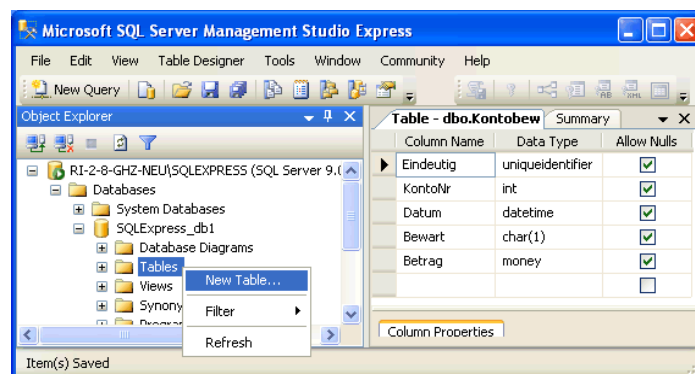 Microsoft SQL Server Management Studio Express
File Edit View Table Designer Tools Window Community Help
New Query
Object Explorer
Table - dbo.Kontobew Summary
Column Name Data Type Allow Nulls
RI-2-8-GHZ-NEU\SQLEXPRESS (SQL Server 9.0
Eindeutig uniqueidentifier
Databases
KontoNr int
System Databases
Datum datetime
SQLExpress_db1
Bewart char(1)
Database Diagrams
Betrag money
Tables
New Table...
Views
Synony
Filter
Column Properties
Refresh
Item(s) Saved